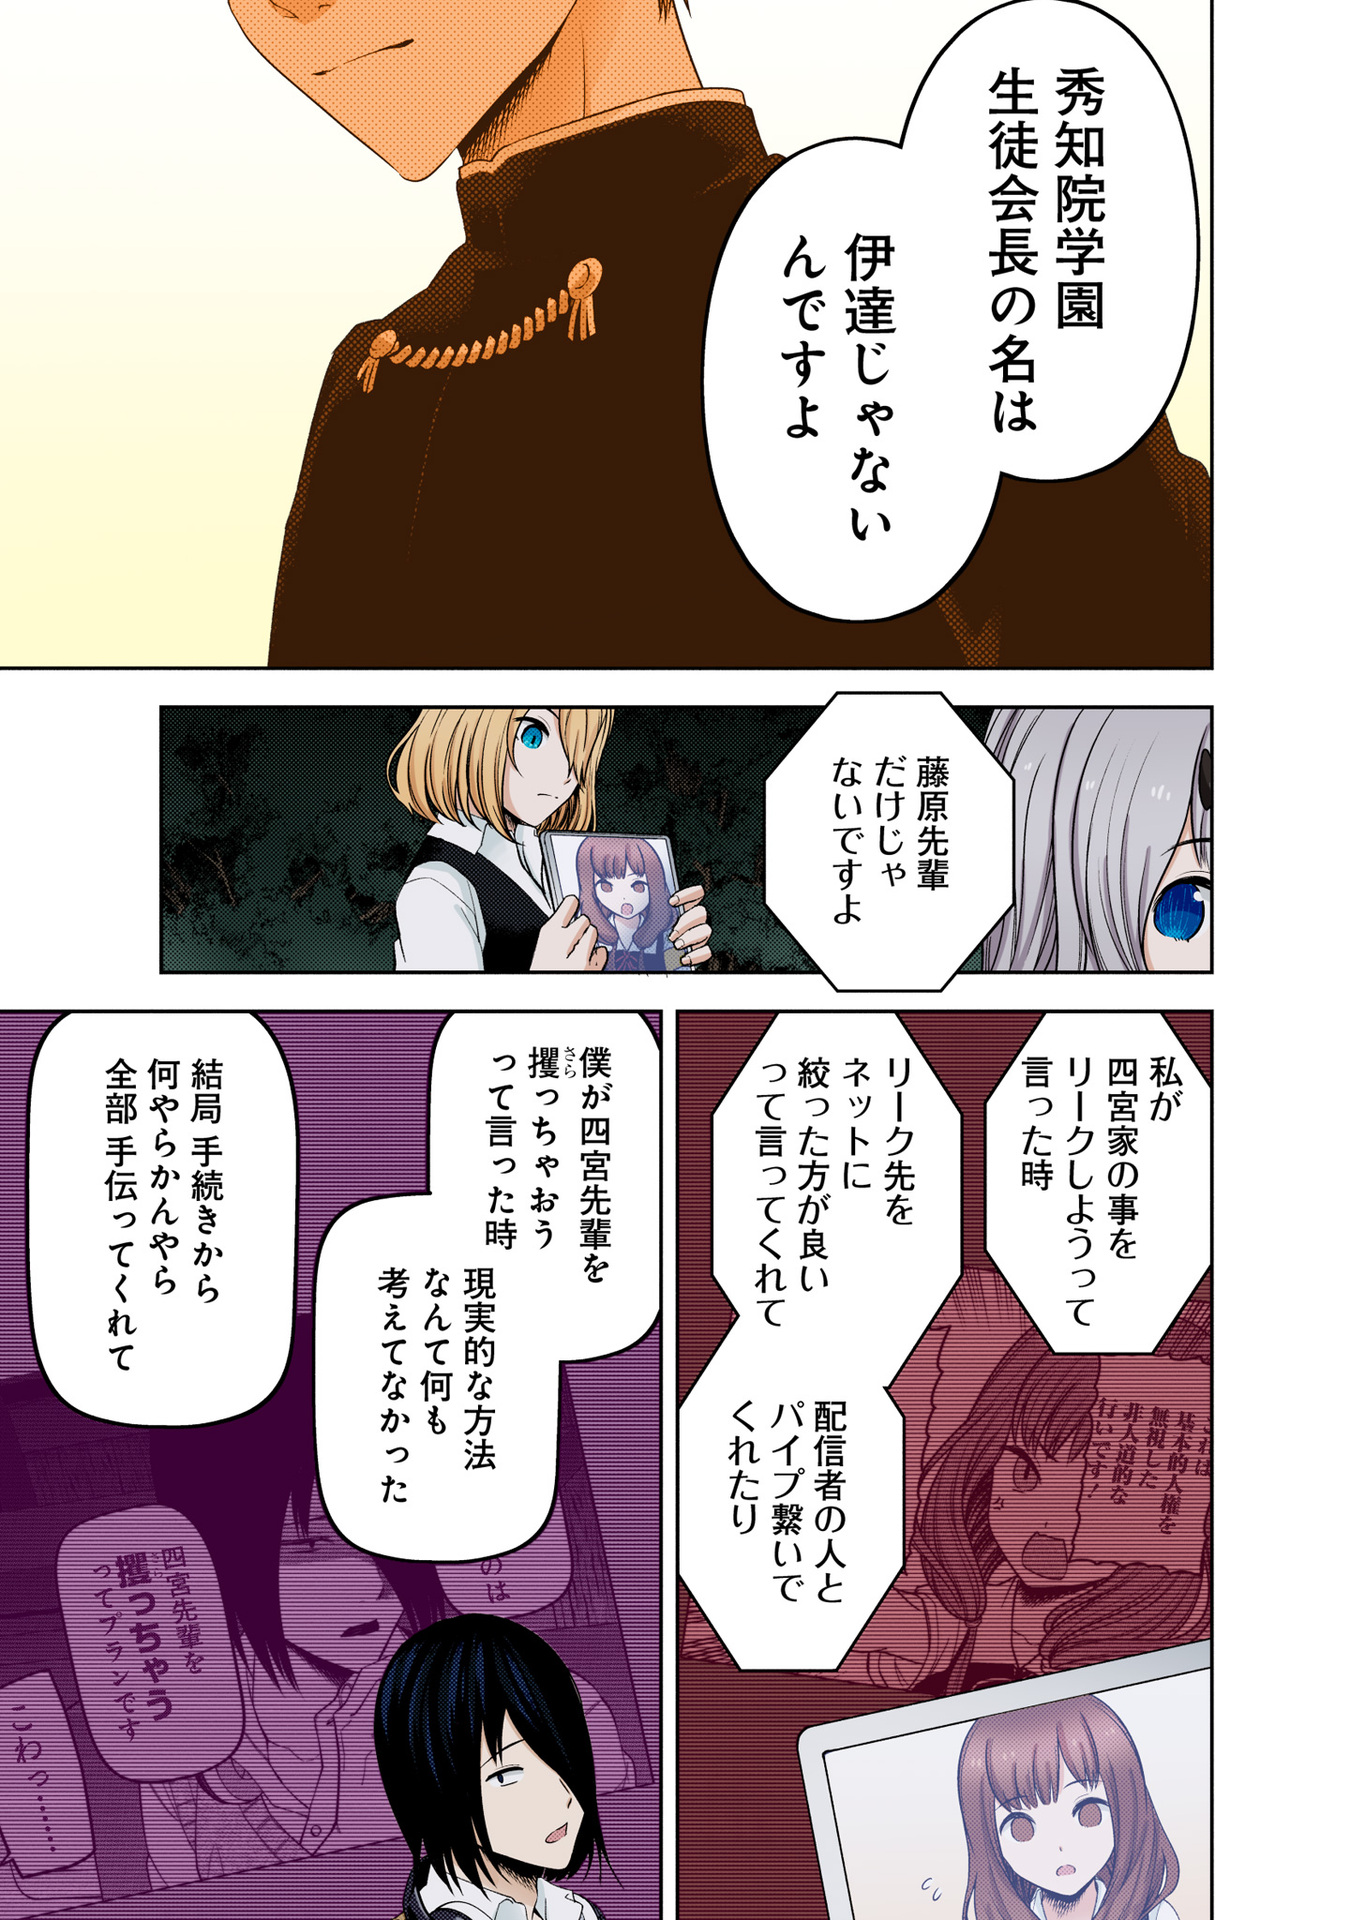 秀知院学園
生徒会長の名は
伊達じゃない
んですよ
藤原先輩
だけじゃ
ないですよ
私が
四宮家の事を
リークしようって
言った時
リーク先を
ネットに
絞った方が良い
って言ってくれて
配信者の人と
パイプ繋いで
くれたり
基本的人権を
無視した
非人道的な
行いです!
僕が四宮先輩を
攫っちゃおう
さら
って言った時
現実的な方法
なんて何も
考えてなかった
結局 手続きから
何やらかんやら
全部 手伝ってくれて
のは
四宮先輩を
攫っちゃう
さら
ってプランです
こわっ……